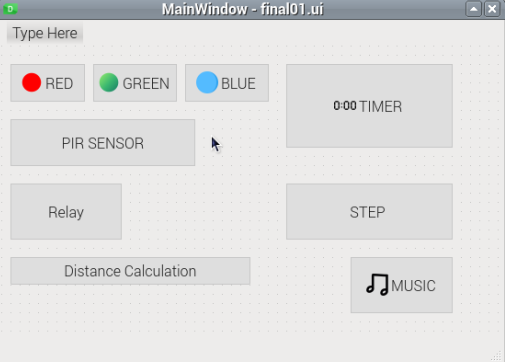 MainWindow - final01.ui
Type Here
RED GREEN BLUE
0:00 TIMER
PIR SENSOR
Relay
STEP
Distance Calculation
MUSIC